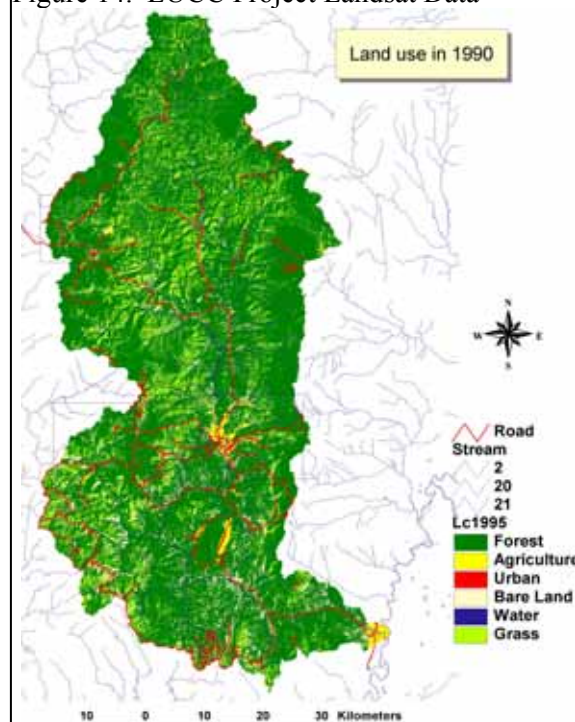 Figure 14. LUCC Project Landsat Data
Land use in 1990
N
W E
S
Road
Stream
2
20
21
Lc1995
Forest
Agriculture
Urban
Bare Land
Water
Grass
10 0 10 20 30 Kilometers